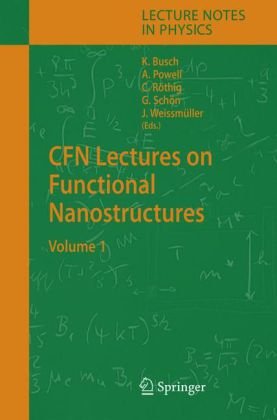 LECTURE NOTES
IN PHYSICS
K. Busch
A. Powell
C. Röthig
G. Schön
J. Weissmüller
(Eds.)
CFN Lectures on
Functional
Nanostructures
Volume 1
Springer